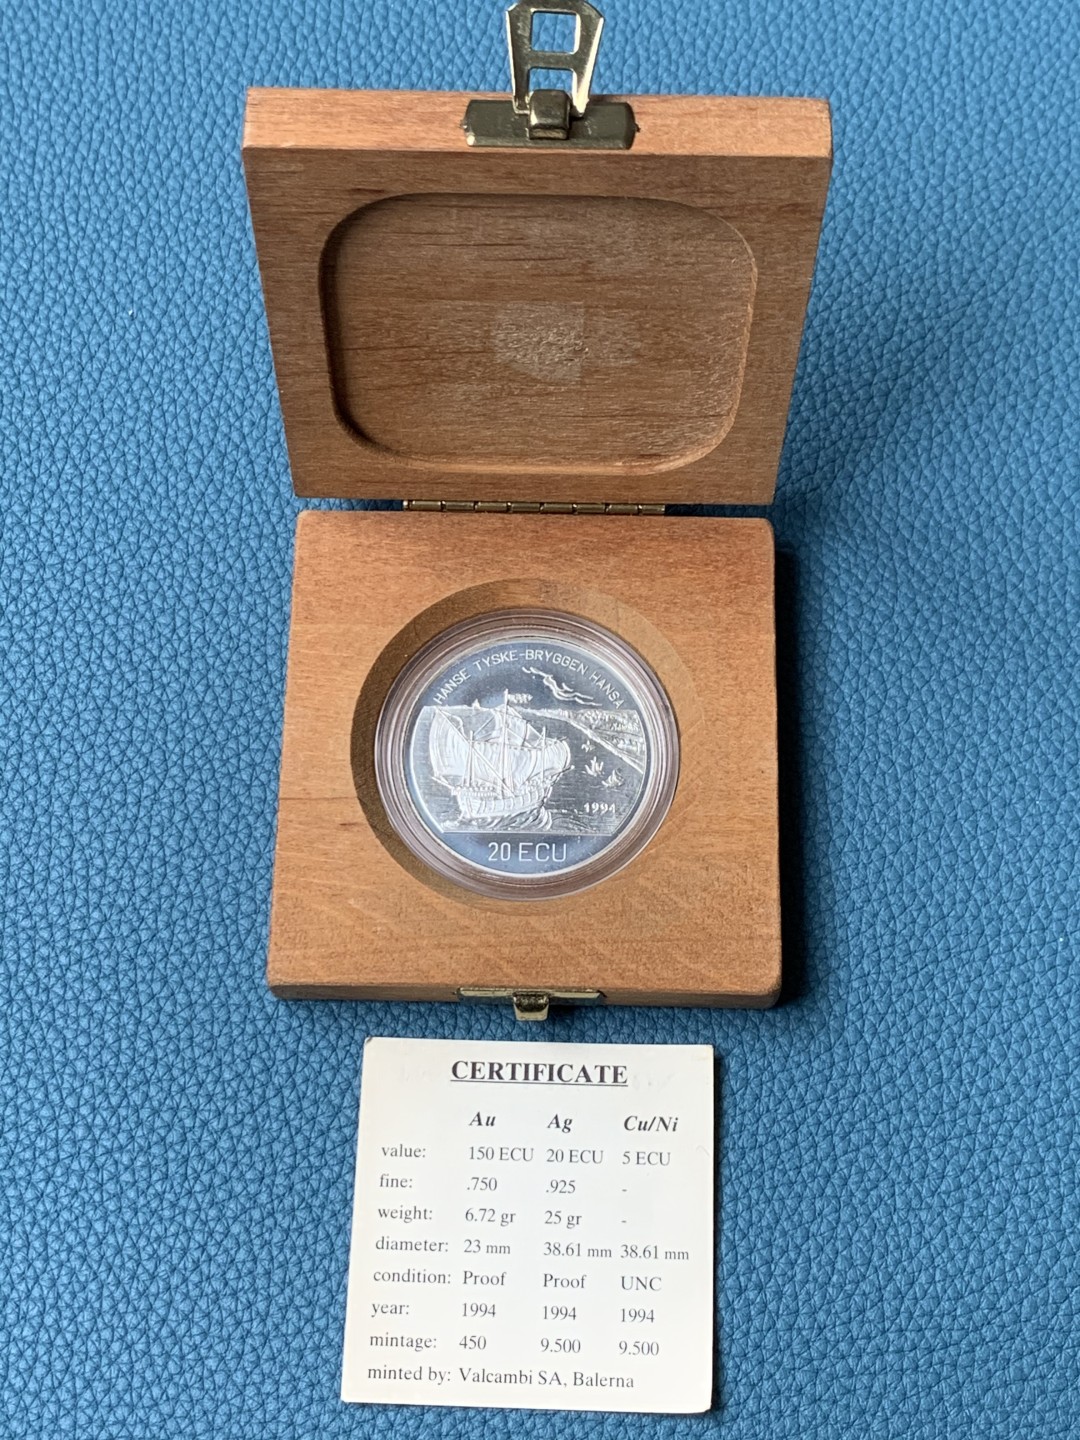 HANSE TYSKE-BRYGGEN HANSA
1994
20 ECU
CERTIFICATE
Au Ag Cu/Ni
value: 150 ECU 20 ECU 5 ECU
fine: .750 .925 -
weight: 6.72 gr 25 gr -
diameter: 23 mm 38.61 mm 38.61 mm
condition: Proof Proof UNC
year: 1994 1994 1994
mintage: 450 9.500 9.500
minted by: Valcambi SA, Balerna